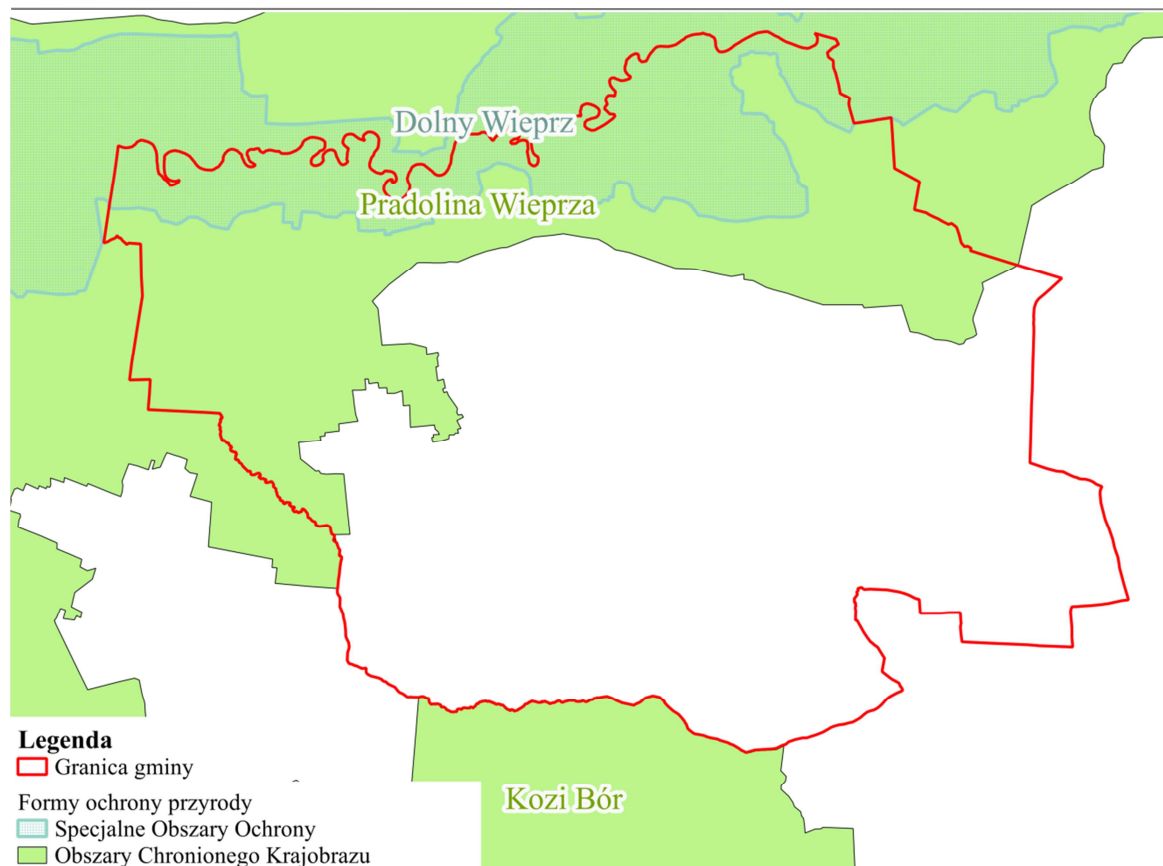 Dolny Wieprz
Pradolina Wieprza
Kozi Bór
Legenda
Granica gminy
Formy ochrony przyrody
Specjalne Obszary Ochrony
Obszary Chronionego Krajobrazu